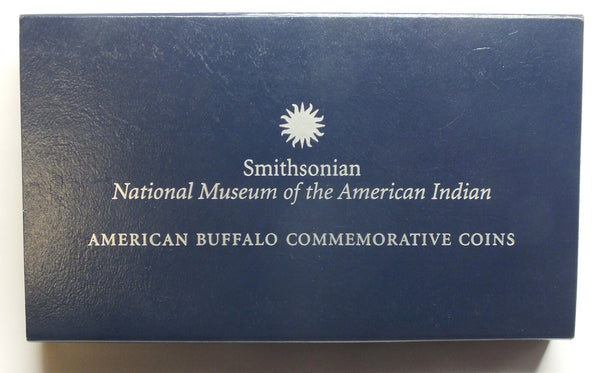 Smithsonian
National Museum of the American Indian
AMERICAN BUFFALO COMMEMORATIVE COINS